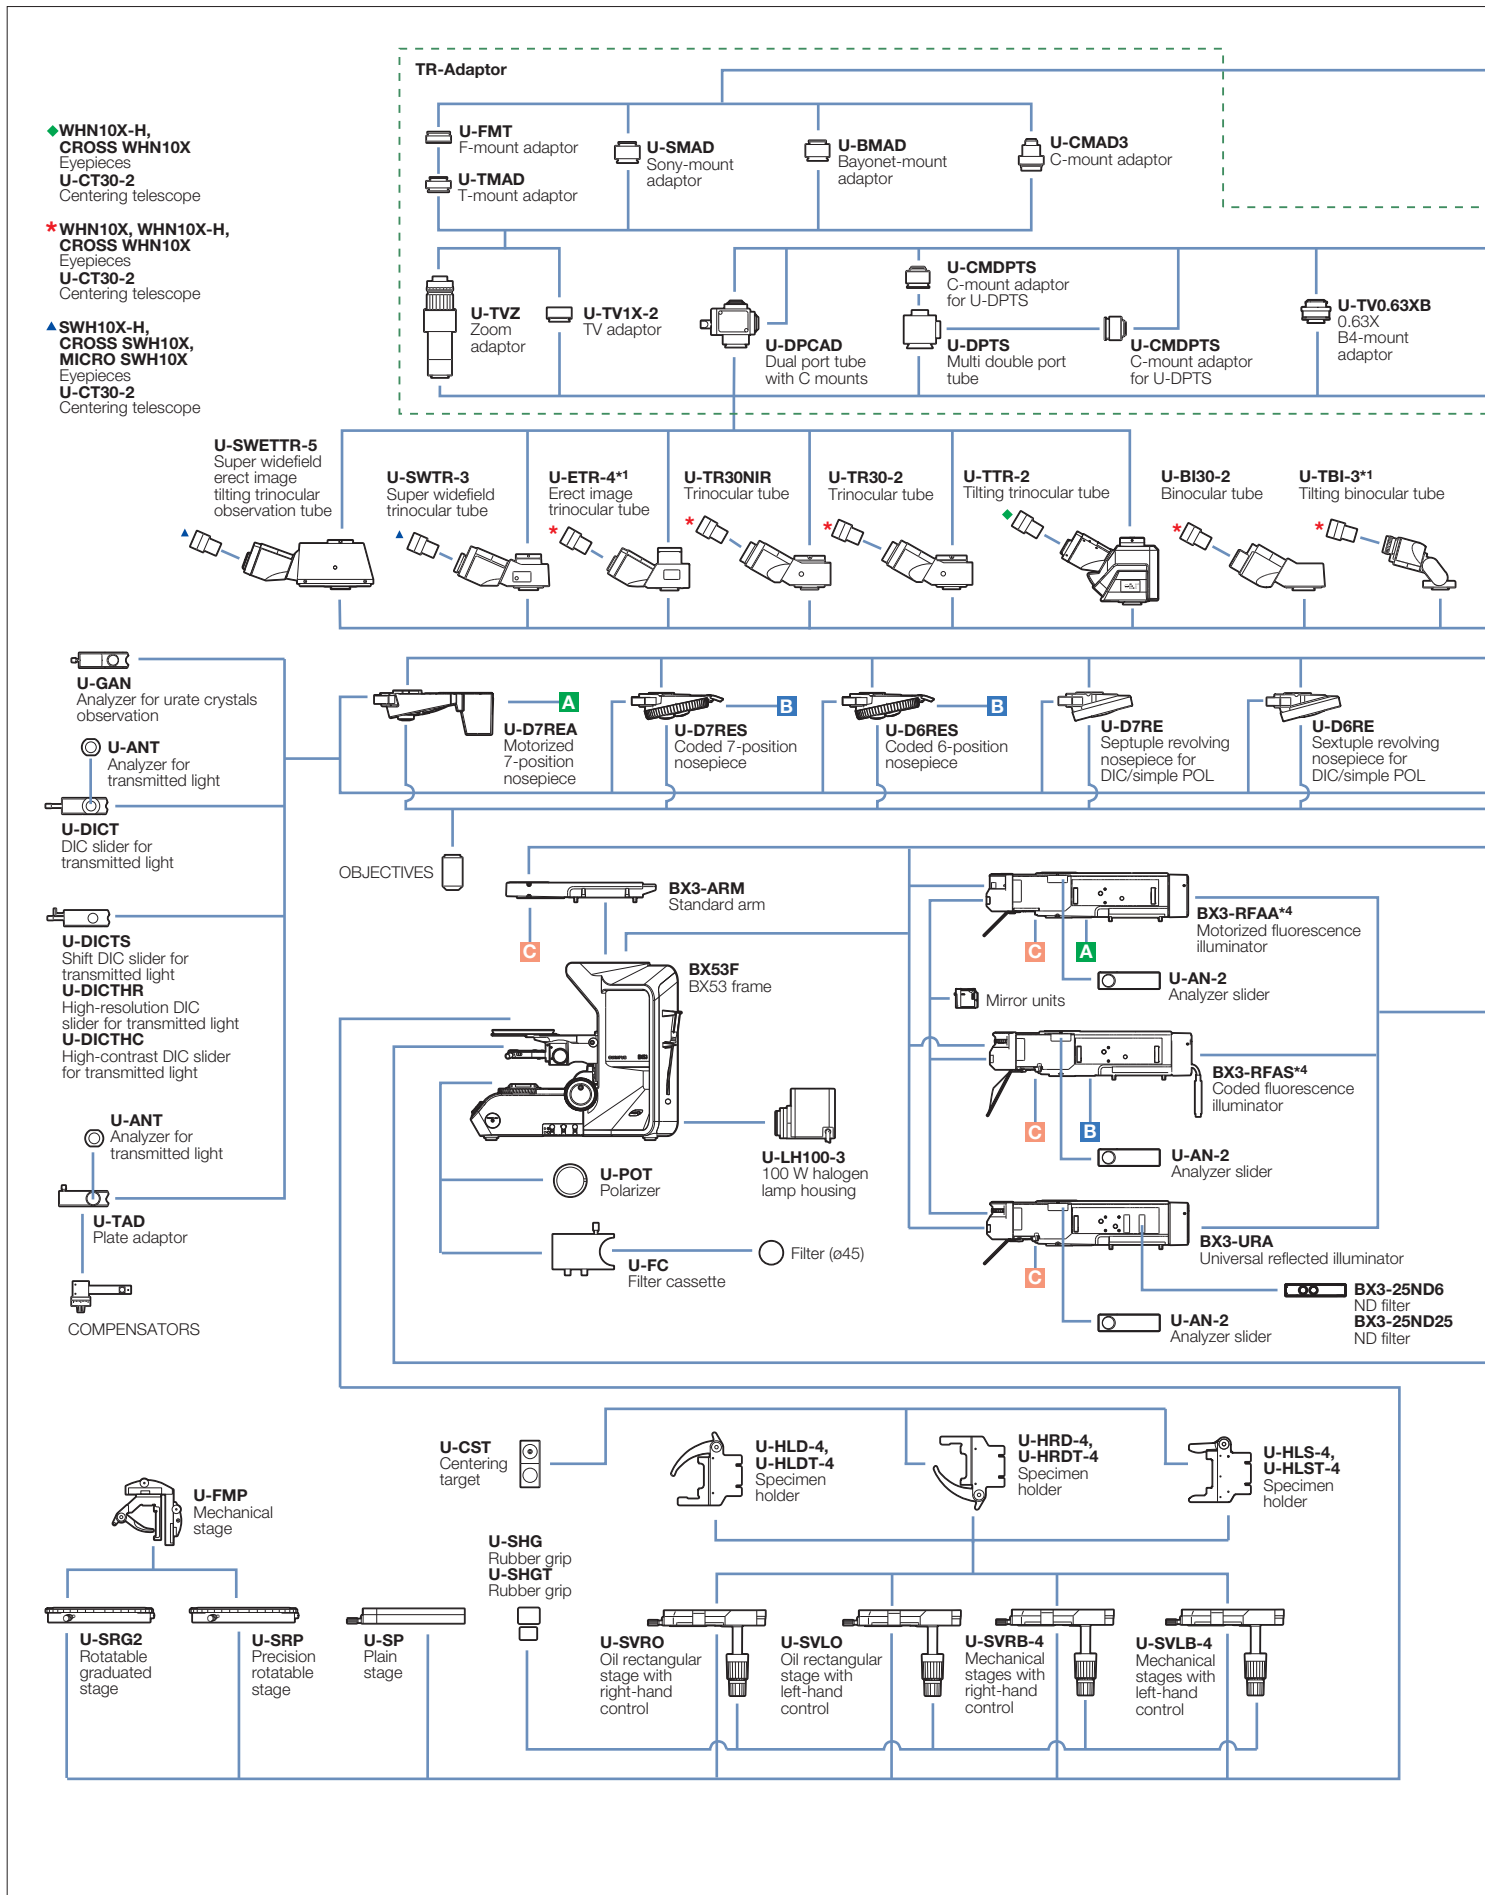 TR-Adaptor
◆WHN10X-H,
CROSS WHN10X
Eyepieces
U-CT30-2
Centering telescope
*WHN10X, WHN10X-H,
CROSS WHN10X
Eyepieces
U-CT30-2
Centering telescope
▲SWH10X-H,
CROSS SWH10X,
MICRO SWH10X
Eyepieces
U-CT30-2
Centering telescope
U-FMT
F-mount adaptor
U-TMAD
T-mount adaptor
U-SMAD
Sony-mount
adaptor
U-BMAD
Bayonet-mount
adaptor
U-CMAD3
C-mount adaptor
U-TVZ
Zoom
adaptor
U-TV1X-2
TV adaptor
U-DPCAD
Dual port tube
with C mounts
U-CMDPTS
C-mount adaptor
for U-DPTS
U-DPTS
Multi double port
tube
U-CMDPTS
C-mount adaptor
for U-DPTS
U-TV0.63XB
0.63X
B4-mount
adaptor
U-SWETTR-5
Super widefield
erect image
tilting trinocular
observation tube
▲
U-SWTR-3
Super widefield
trinocular tube
▲
U-ETR-4*1
Erect image
trinocular tube
*
U-TR30NIR
Trinocular tube
*
U-TR30-2
Trinocular tube
*
U-TTR-2
Tilting trinocular tube
◆
U-BI30-2
Binocular tube
*
U-TBI-3*1
Tilting binocular tube
*
U-GAN
Analyzer for urate crystals
observation
U-ANT
Analyzer for
transmitted light
U-DICT
DIC slider for
transmitted light
U-DICTS
Shift DIC slider for
transmitted light
U-DICTHR
High-resolution DIC
slider for transmitted light
U-DICTHC
High-contrast DIC slider
for transmitted light
U-ANT
Analyzer for
transmitted light
U-TAD
Plate adaptor
COMPENSATORS
A
U-D7REA
Motorized
7-position
nosepiece
B
U-D7RES
Coded 7-position
nosepiece
B
U-D6RES
Coded 6-position
nosepiece
U-D7RE
Septuple revolving
nosepiece for
DIC/simple POL
U-D6RE
Sextuple revolving
nosepiece for
DIC/simple POL
OBJECTIVES
BX3-ARM
Standard arm
C
BX53F
BX53 frame
U-LH100-3
100 W halogen
lamp housing
U-POT
Polarizer
U-FC
Filter cassette
Filter (ø45)
BX3-RFAA*4
Motorized fluorescence
illuminator
C
A
U-AN-2
Analyzer slider
Mirror units
BX3-RFAS*4
Coded fluorescence
illuminator
C
B
U-AN-2
Analyzer slider
BX3-URA
Universal reflected illuminator
C
BX3-25ND6
ND filter
BX3-25ND25
ND filter
U-AN-2
Analyzer slider
U-CST
Centering
target
U-HLD-4,
U-HLDT-4
Specimen
holder
U-HRD-4,
U-HRDT-4
Specimen
holder
U-HLS-4,
U-HLST-4
Specimen
holder
U-FMP
Mechanical
stage
U-SHG
Rubber grip
U-SHGT
Rubber grip
U-SRG2
Rotatable
graduated
stage
U-SRP
Precision
rotatable
stage
U-SP
Plain
stage
U-SVRO
Oil rectangular
stage with
right-hand
control
U-SVLO
Oil rectangular
stage with
left-hand
control
U-SVRB-4
Mechanical
stages with
right-hand
control
U-SVLB-4
Mechanical
stages with
left-hand
control